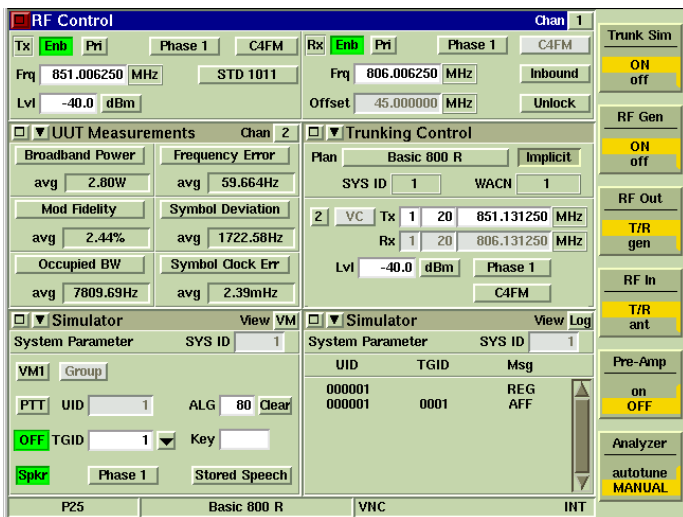 RF Control Chan 1
Tx Enb Pri Phase 1 C4FM
Frq 851.006250 MHz STD 1011
Lvl -40.0 dBm
Rx Enb Pri Phase 1 C4FM
Frq 806.006250 MHz Inbound
Offset 45.000000 MHz Unlock
UUT Measurements Chan 2
Broadband Power Frequency Error
avg 2.80W avg 59.664Hz
Mod Fidelity Symbol Deviation
avg 2.44% avg 1722.58Hz
Occupied BW Symbol Clock Err
avg 7809.69Hz avg 2.39mHz
Trunking Control
Plan Basic 800 R Implicit
SYS ID 1 WACN 1
2 VC Tx 1 20 851.131250 MHz
Rx 1 20 806.131250 MHz
Lvl -40.0 dBm Phase 1
C4FM
Simulator View VM
System Parameter SYS ID 1
VM1 Group
PTT UID 1 ALG 80 Clear
OFF TGID 1 Key
Spkr Phase 1 Stored Speech
Simulator View Log
System Parameter SYS ID 1
UID TGID Msg
000001 REG
000001 0001 AFF
P25 Basic 800 R VNC INT
Trunk Sim
ON
off
RF Gen
ON
off
RF Out
T/R
gen
RF In
T/R
ant
Pre-Amp
on
OFF
Analyzer
autotune
MANUAL